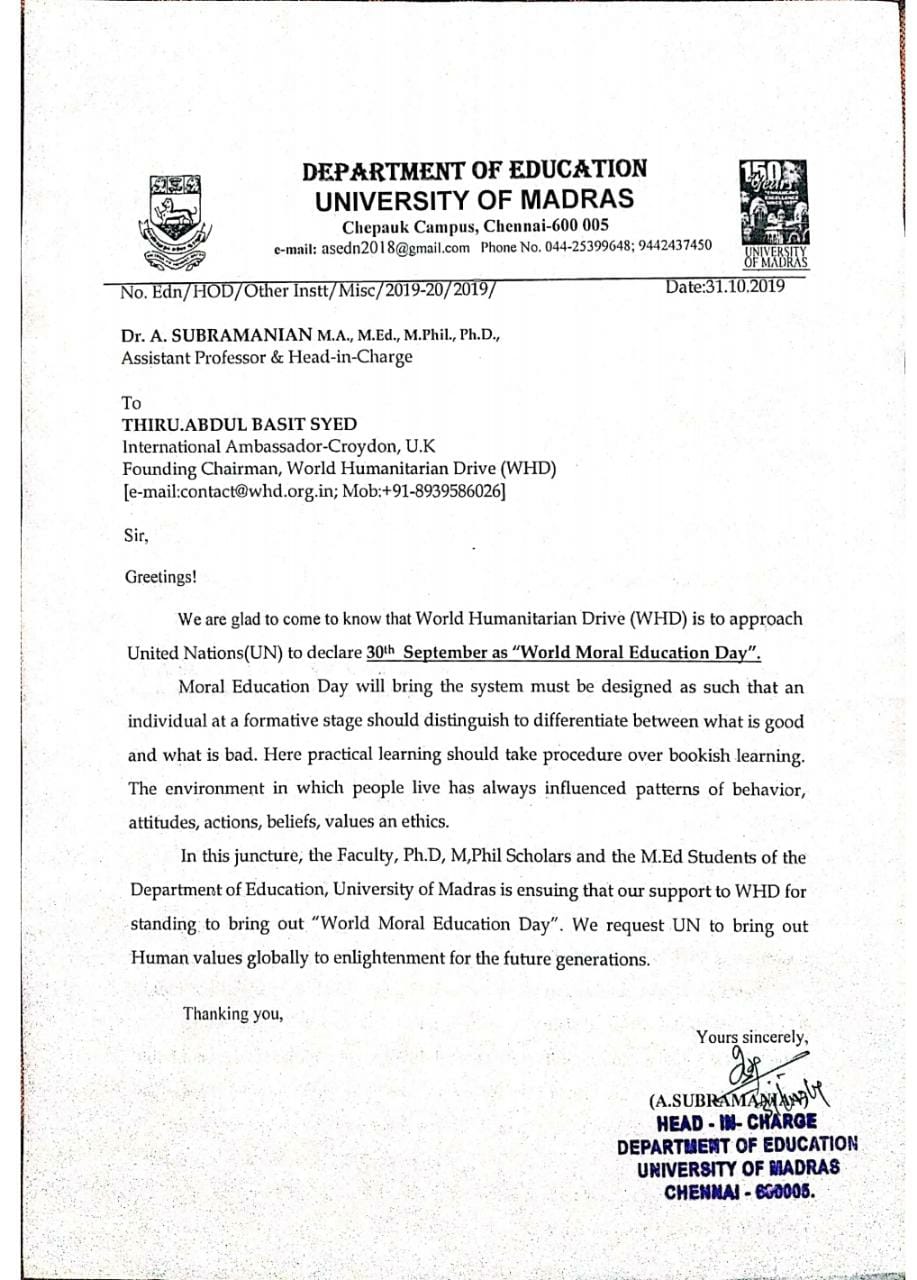 DEPARTMENT OF EDUCATION
UNIVERSITY OF MADRAS
Chepauk Campus, Chennai-600 005
e-mail: asedn2018@gmail.com Phone No. 044-25399648; 9442437450
150
Years
UNIVERSITY
OF MADRAS
No. Edn/HOD/Other Instt/Misc/2019-20/2019/ Date:31.10.2019
Dr. A. SUBRAMANIAN M.A., M.Ed., M.Phil., Ph.D.,
Assistant Professor & Head-in-Charge
To
THIRU.ABDUL BASIT SYED
International Ambassador-Croydon, U.K
Founding Chairman, World Humanitarian Drive (WHD)
[e-mail:contact@whd.org.in; Mob:+91-8939586026]
Sir,
Greetings!
We are glad to come to know that World Humanitarian Drive (WHD) is to approach
United Nations(UN) to declare 30th September as “World Moral Education Day”.
Moral Education Day will bring the system must be designed as such that an
individual at a formative stage should distinguish to differentiate between what is good
and what is bad. Here practical learning should take procedure over bookish learning.
The environment in which people live has always influenced patterns of behavior,
attitudes, actions, beliefs, values an ethics.
In this juncture, the Faculty, Ph.D, M,Phil Scholars and the M.Ed Students of the
Department of Education, University of Madras is ensuing that our support to WHD for
standing to bring out “World Moral Education Day”. We request UN to bring out
Human values globally to enlightenment for the future generations.
Thanking you,
Yours sincerely,
(A.SUBRAMANIAN)
HEAD - IN- CHARGE
DEPARTMENT OF EDUCATION
UNIVERSITY OF MADRAS
CHENNAI - 600005.